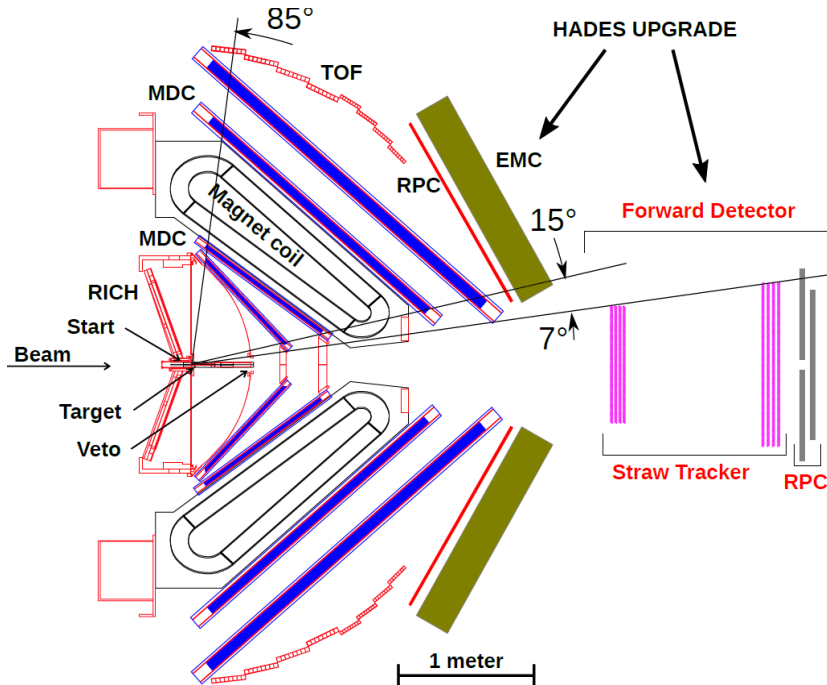 85°
HADES UPGRADE
TOF
MDC
EMC
RPC
Magnet coil
15°
Forward Detector
MDC
RICH
Start
7°
Beam
Target
Veto
Straw Tracker
RPC
1 meter